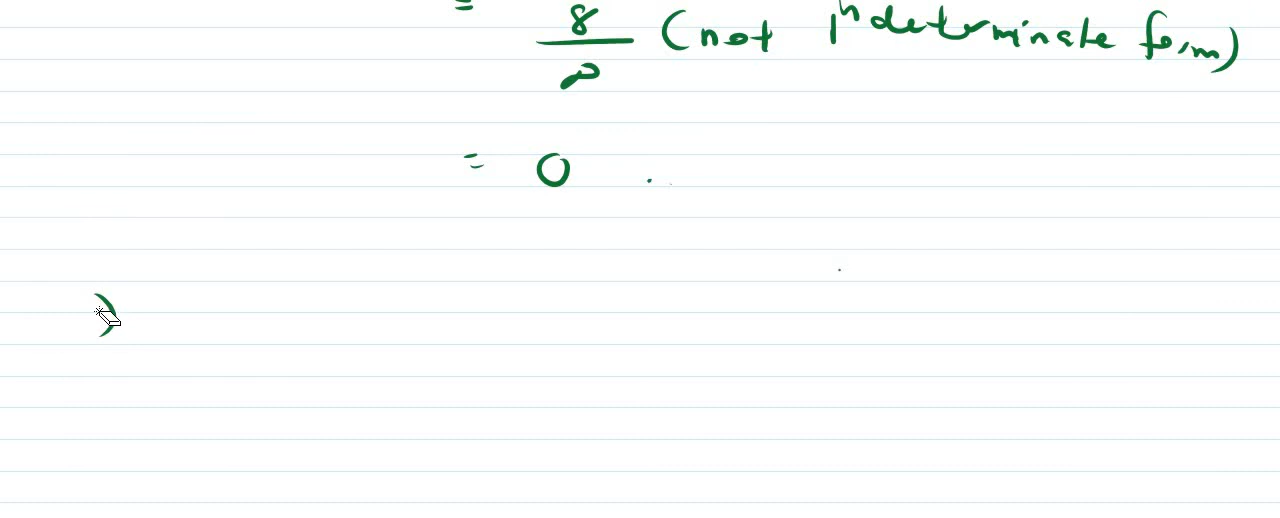 = 8/∞ (not indeterminate form)
= 0 .
)